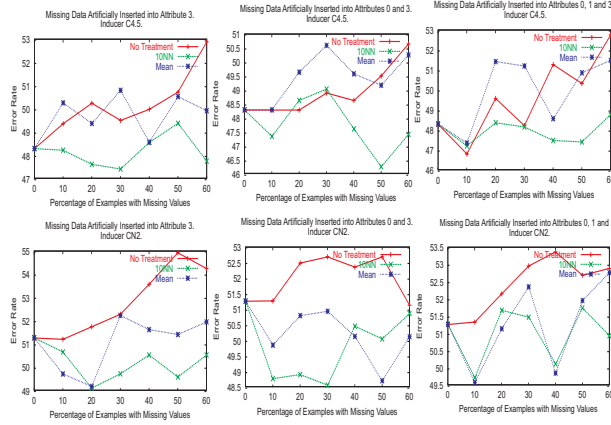 Missing Data Artificially Inserted into Attribute 3.
Inducer C4.5.
No Treatment
10NN
Mean
Error Rate
53
52
51
50
49
48
47
0 10 20 30 40 50 60
Percentage of Examples with Missing Values
Missing Data Artificially Inserted into Attributes 0 and 3.
Inducer C4.5.
No Treatment
10NN
Mean
Error Rate
51
50.5
50
49.5
49
48.5
48
47.5
47
46.5
46
0 10 20 30 40 50 60
Percentage of Examples with Missing Values
Missing Data Artificially Inserted into Attributes 0, 1 and 3
Inducer C4.5.
No Treatment
10NN
Mean
Error Rate
53
52
51
50
49
48
47
46
0 10 20 30 40 50 60
Percentage of Examples with Missing Values
Missing Data Artificially Inserted into Attribute 3.
Inducer CN2.
No Treatment
10NN
Mean
Error Rate
55
54
53
52
51
50
49
0 10 20 30 40 50 60
Percentage of Examples with Missing Values
Missing Data Artificially Inserted into Attributes 0 and 3.
Inducer CN2.
No Treatment
10NN
Mean
Error Rate
53
52.5
52
51.5
51
50.5
50
49.5
49
48.5
0 10 20 30 40 50 60
Percentage of Examples with Missing Values
Missing Data Artificially Inserted into Attributes 0, 1 and 3
Inducer CN2.
No Treatment
10NN
Mean
Error Rate
53.5
53
52.5
52
51.5
51
50.5
50
49.5
0 10 20 30 40 50 60
Percentage of Examples with Missing Values